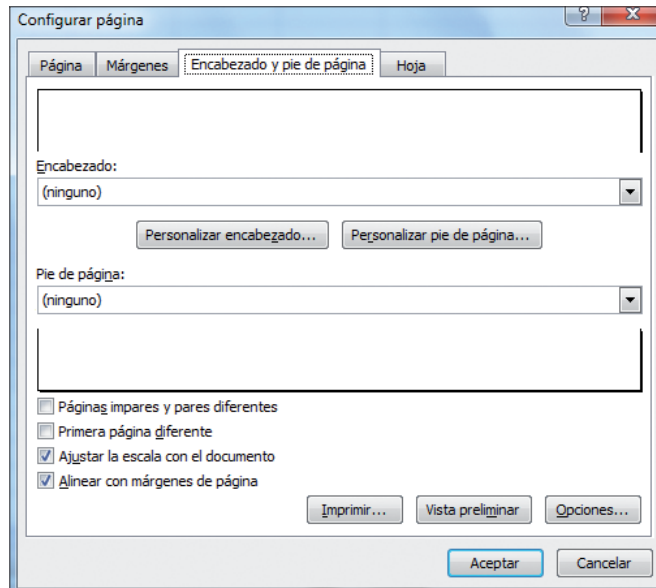 Configurar página
Página Márgenes Encabezado y pie de página Hoja
Encabezado:
(ninguno)
Personalizar encabezado... Personalizar pie de página...
Pie de página:
(ninguno)
Páginas impares y pares diferentes
Primera página diferente
Ajustar la escala con el documento
Alinear con márgenes de página
Imprimir... Vista preliminar Opciones...
Aceptar Cancelar